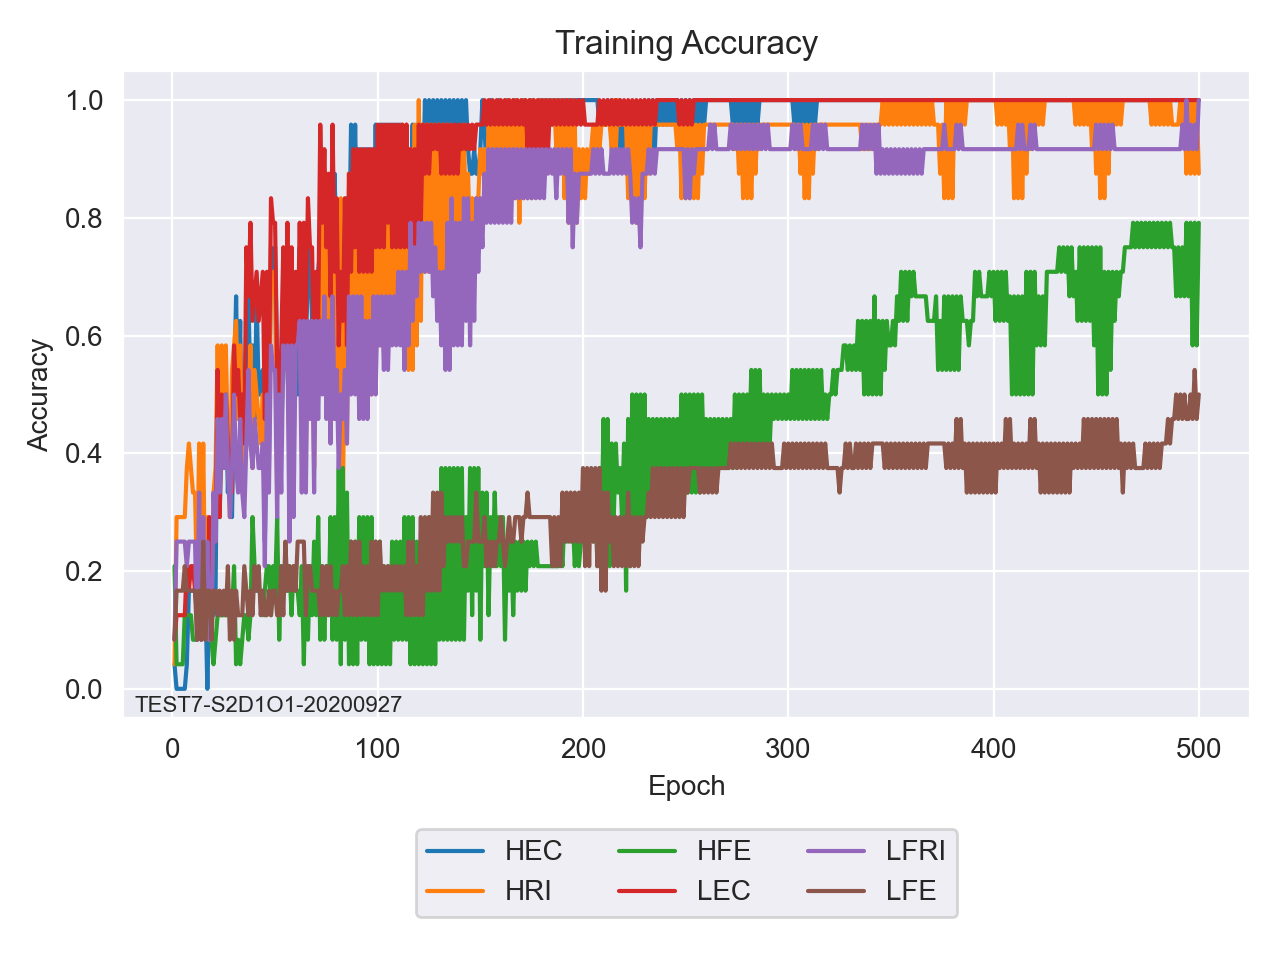 Training Accuracy
1.0
0.8
0.6
0.4
0.2
0.0
Accuracy
TEST7-S2D1O1-20200927
0 100 200 300 400 500
Epoch
HEC HFE LFRI
HRI LEC LFE